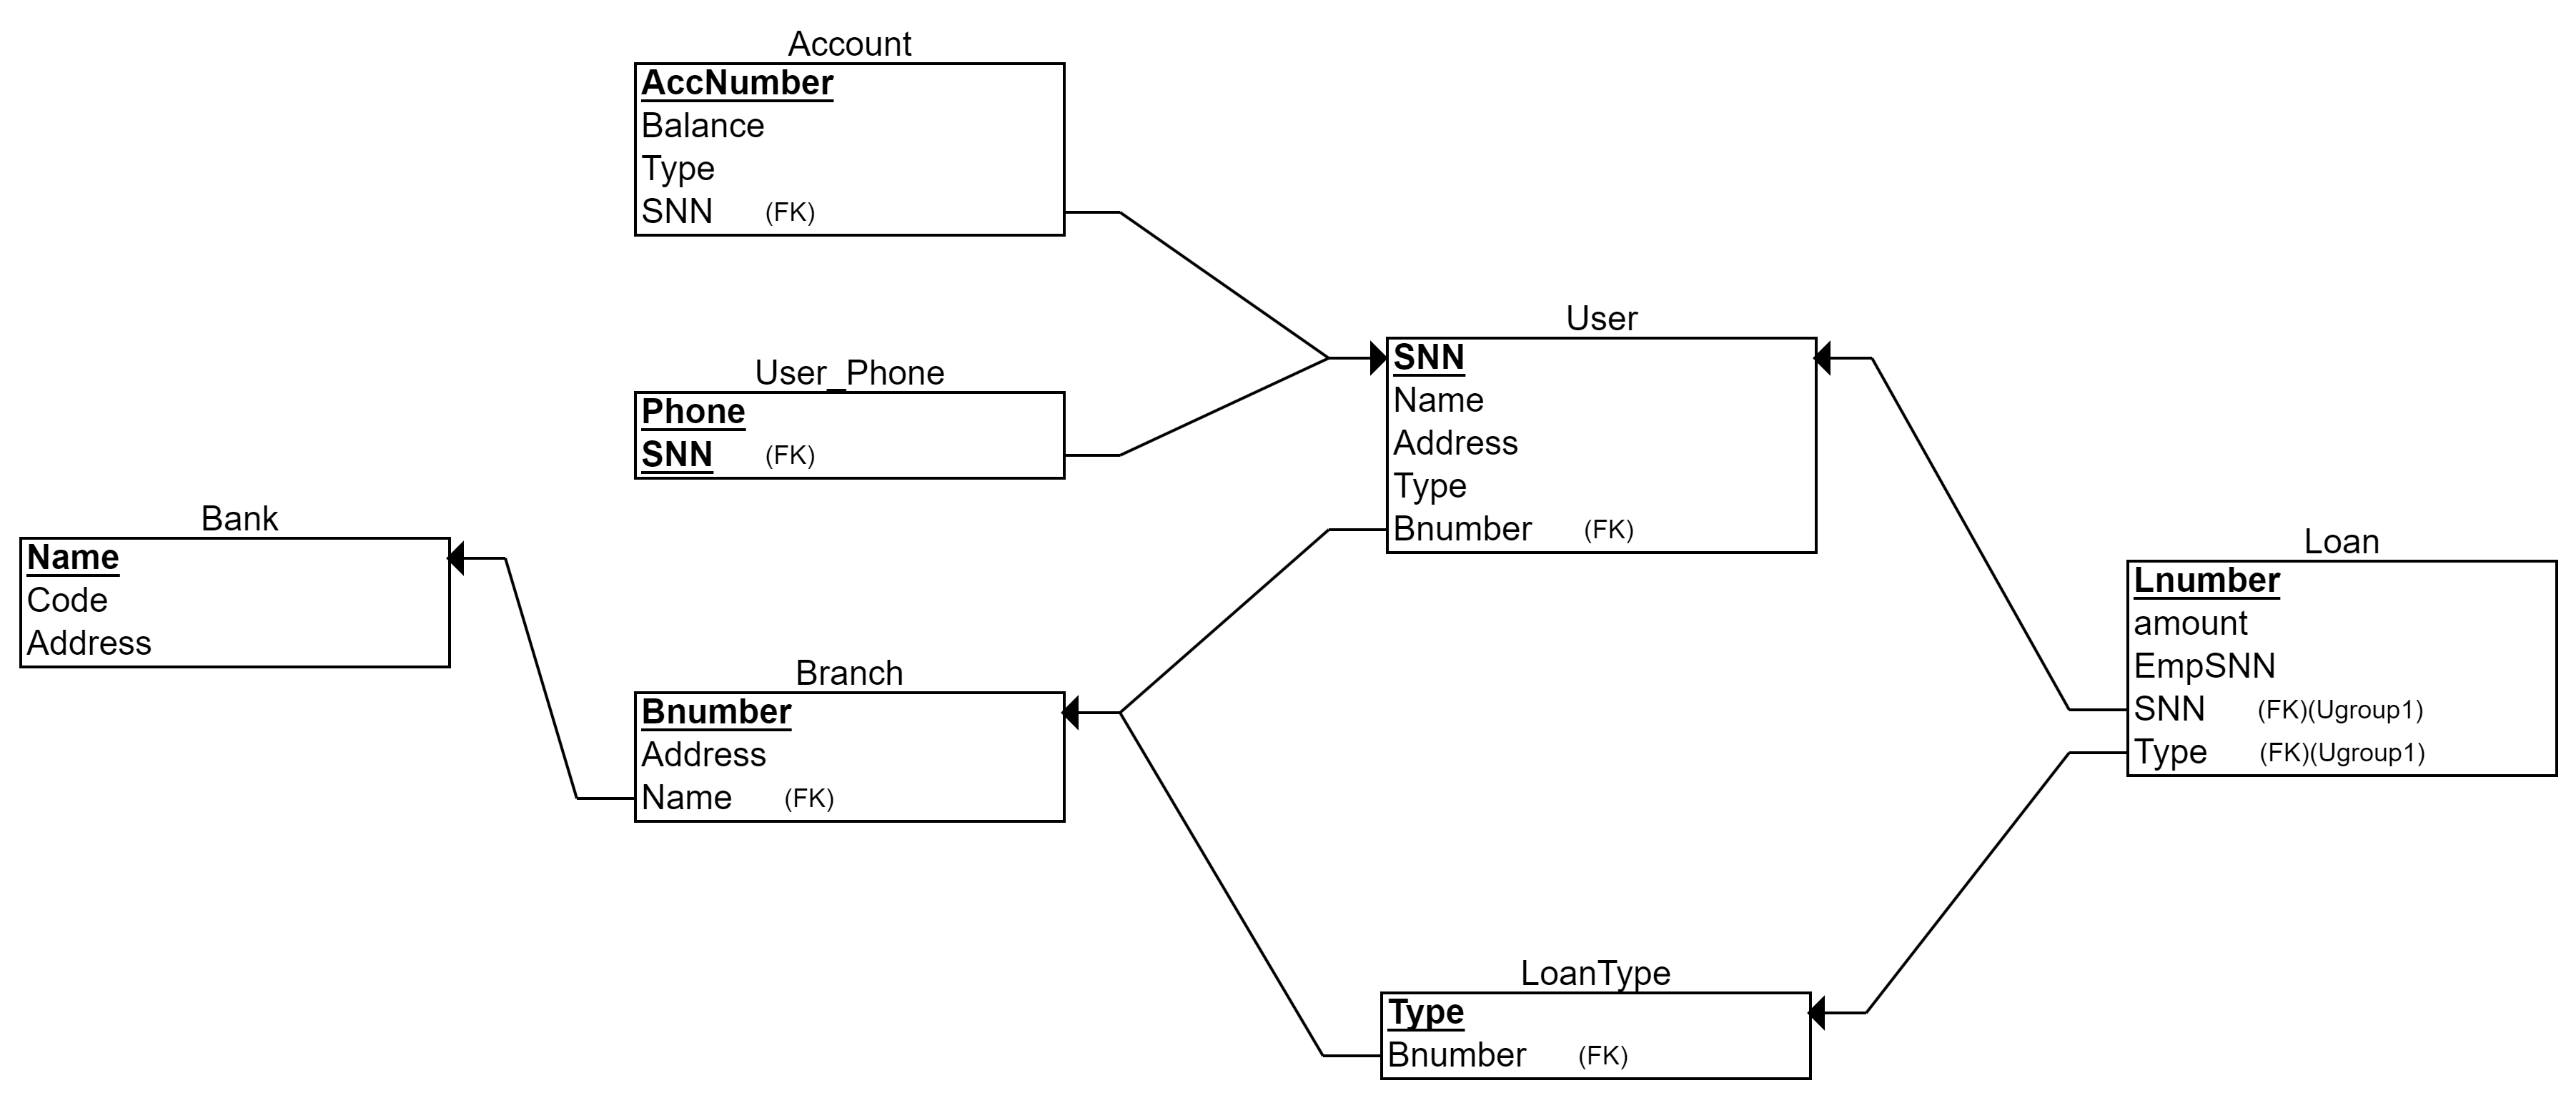 Account
AccNumber
Balance
Type
SNN (FK)
User_Phone
Phone
SNN (FK)
Bank
Name
Code
Address
Branch
Bnumber
Address
Name (FK)
User
SNN
Name
Address
Type
Bnumber (FK)
LoanType
Type
Bnumber (FK)
Loan
Lnumber
amount
EmpSNN
SNN (FK)(Ugroup1)
Type (FK)(Ugroup1)